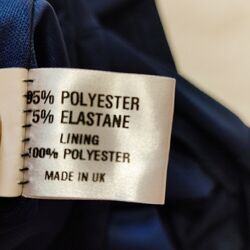 95% POLYESTER
5% ELASTANE
LINING
100% POLYESTER
MADE IN UK